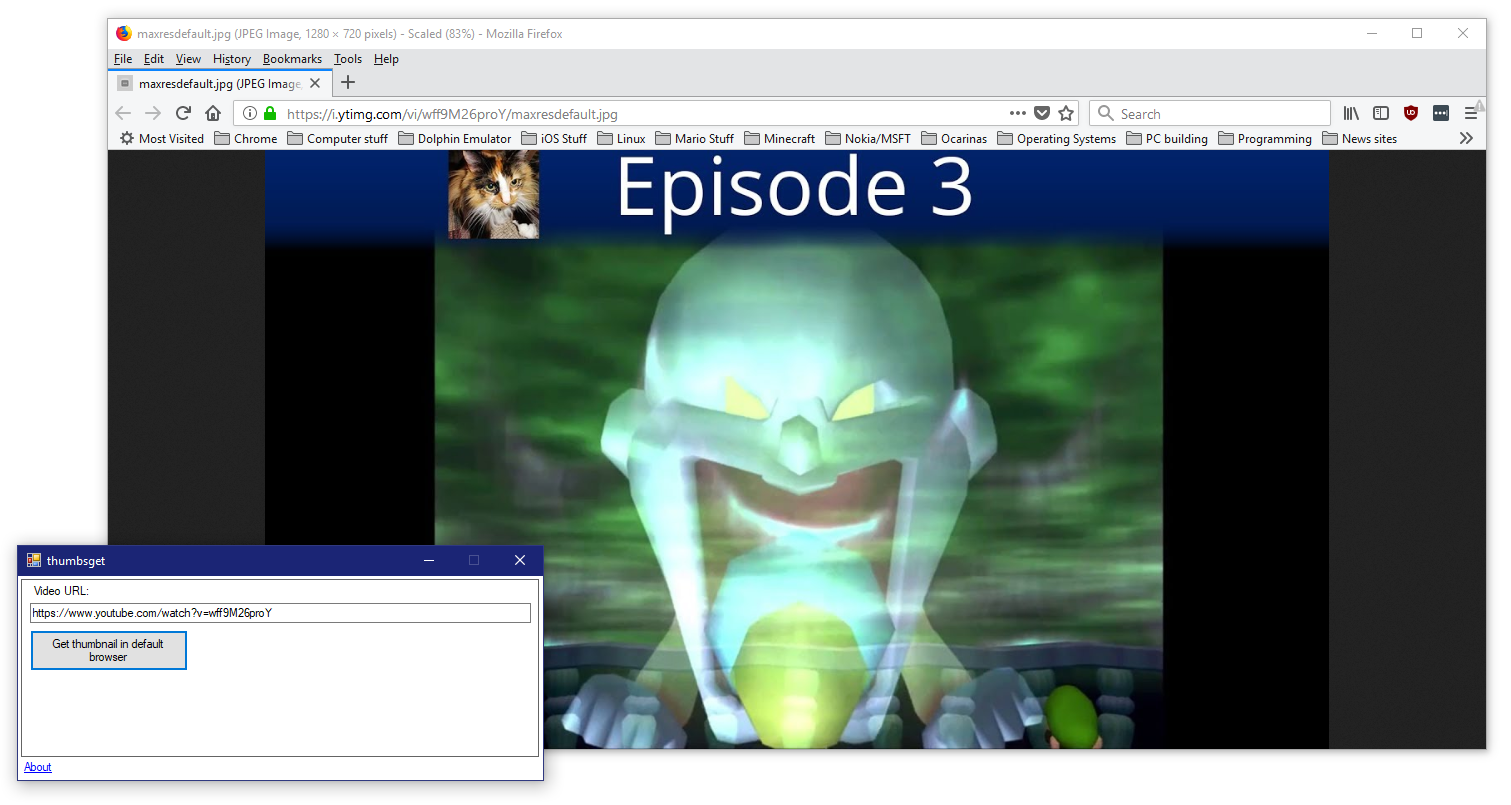 maxresdefault.jpg (JPEG Image, 1280 × 720 pixels) - Scaled (83%) - Mozilla Firefox
File Edit View History Bookmarks Tools Help
maxresdefault.jpg (JPEG Image,
https://i.ytimg.com/vi/wff9M26proY/maxresdefault.jpg
Search
Most Visited Chrome Computer stuff Dolphin Emulator iOS Stuff Linux Mario Stuff Minecraft Nokia/MSFT Ocarinas Operating Systems PC building Programming News sites
Episode 3
thumbsget
Video URL:
https://www.youtube.com/watch?v=wff9M26proY
Get thumbnail in default
browser
About